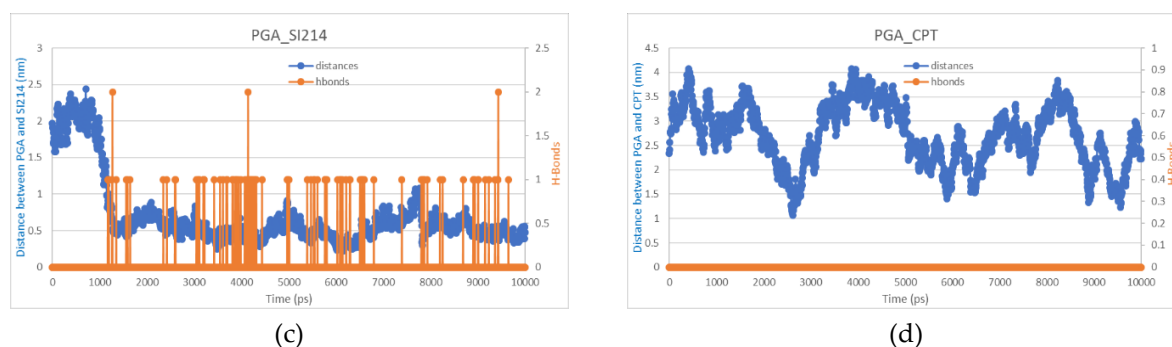 PGA_SI214
distances
hbonds
Distance between PGA and SI214 (nm)
3
2.5
2
1.5
1
0.5
0
2.5
2
1.5
1
0.5
0
H-Bonds
0 1000 2000 3000 4000 5000 6000 7000 8000 9000 10000
Time (ps)
(c)
PGA_CPT
distances
hbonds
Distance between PGA and CPT (nm)
4.5
4
3.5
3
2.5
2
1.5
1
0.5
0
1
0.9
0.8
0.7
0.6
0.5
0.4
0.3
0.2
0.1
0
H-Bonds
0 1000 2000 3000 4000 5000 6000 7000 8000 9000 10000
Time (ps)
(d)